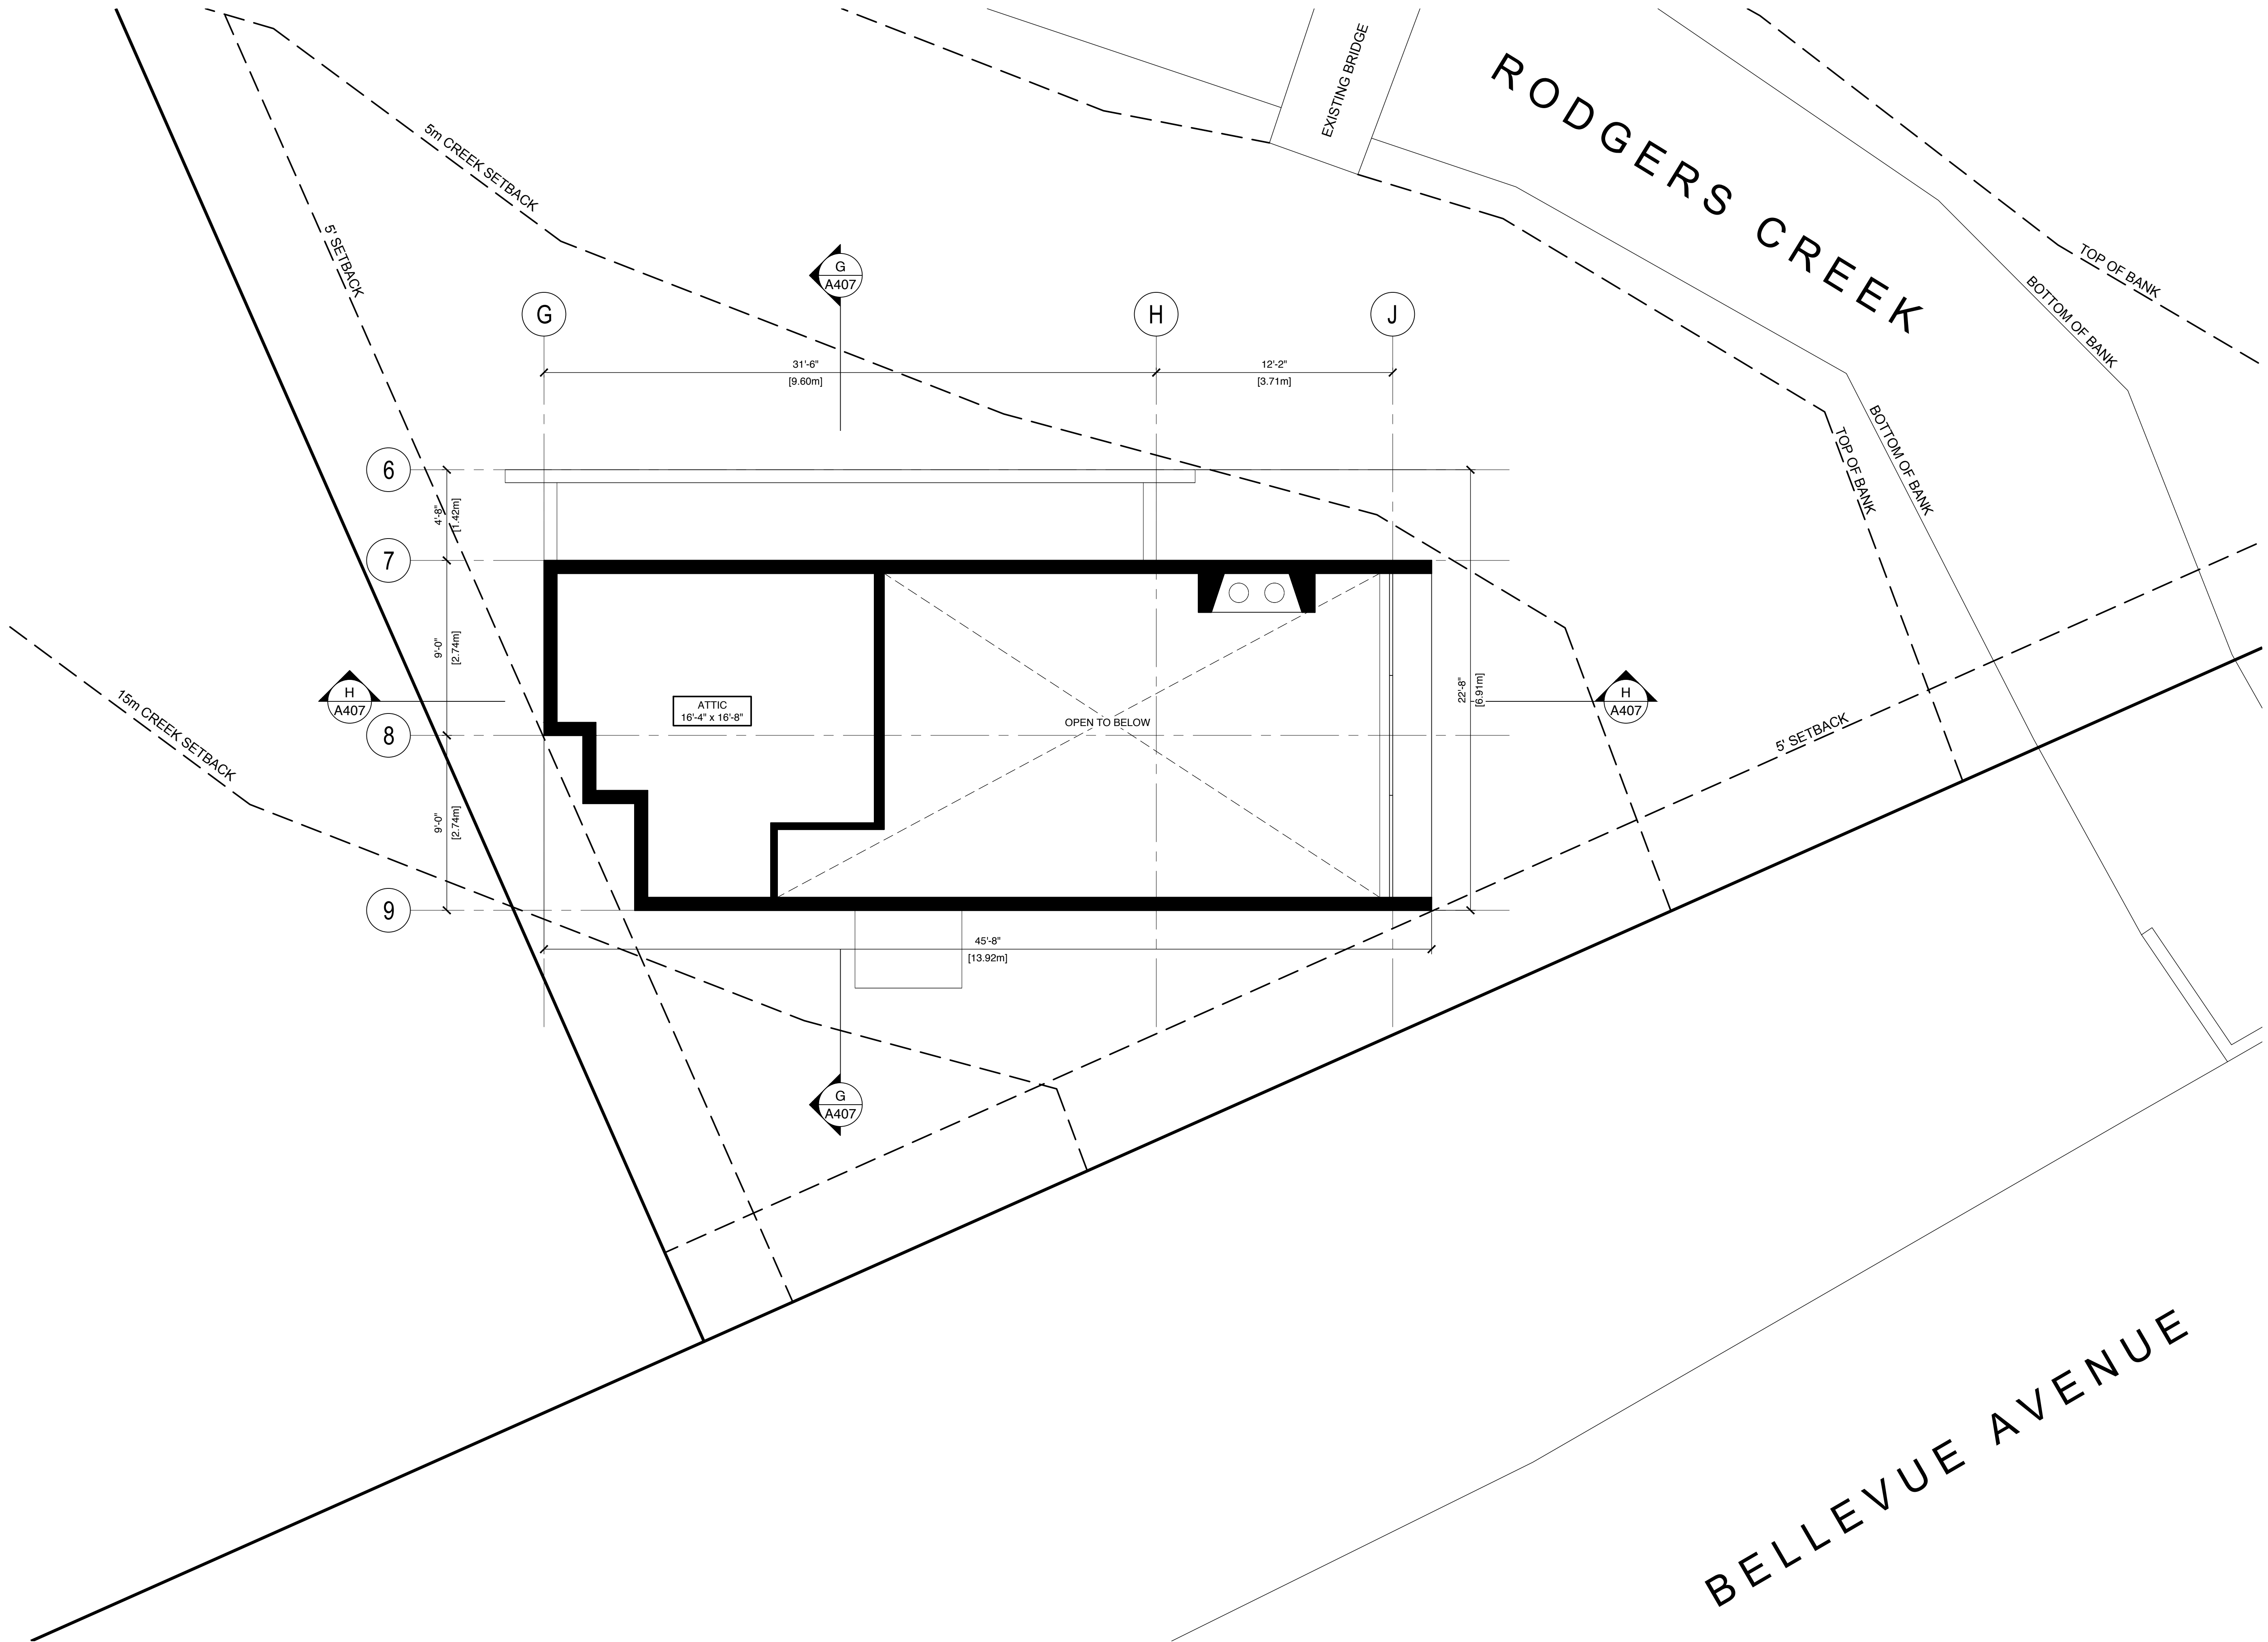 RODGERS CREEK
EXISTING BRIDGE
5m CREEK SETBACK
5' SETBACK
TOP OF BANK
BOTTOM OF BANK
G
A407
G
H
J
31'-6"
[9.60m]
12'-2"
[3.71m]
BOTTOM OF BANK
TOP OF BANK
6
4'-8"
[1.42m]
7
9'-0"
[2.74m]
H
A407
ATTIC
16'-4" x 16'-8"
OPEN TO BELOW
22'-8"
[6.91m]
H
A407
15m CREEK SETBACK
8
5' SETBACK
9'-0"
[2.74m]
9
45'-8"
[13.92m]
G
A407
BELLEVUE AVENUE